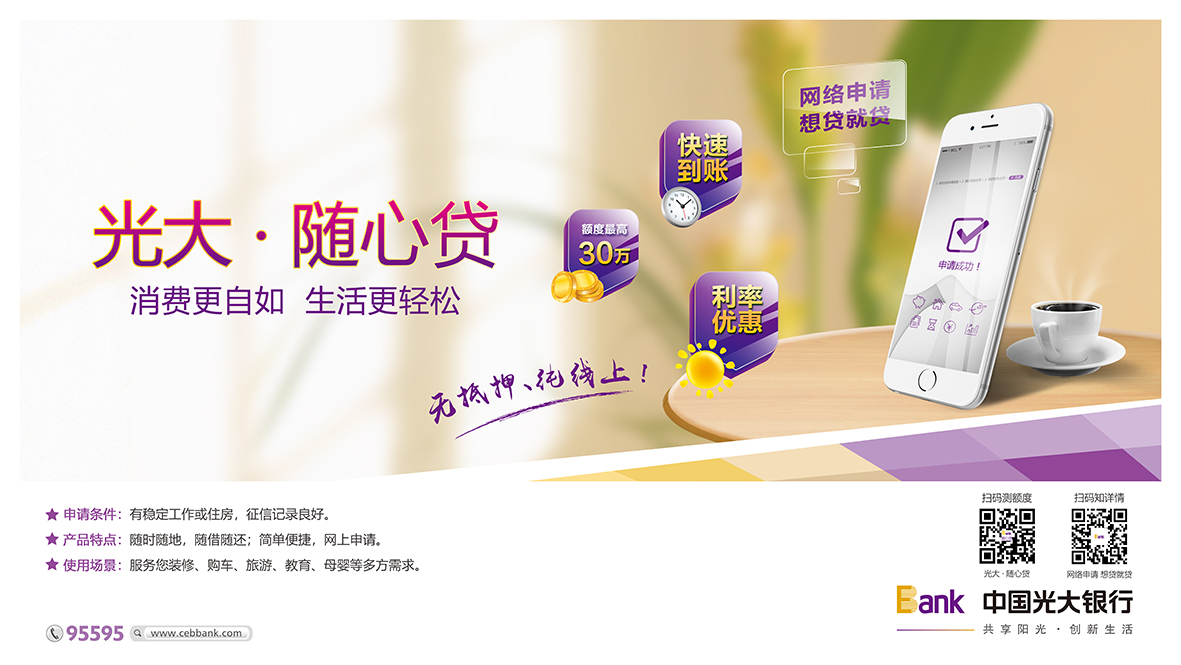 光大·随心贷
消费更自如 生活更轻松
网络申请
想贷就贷
快速
到账
额度最高
30万
利率
优惠
无抵押、纯线上！
申请成功！
★ 申请条件：有稳定工作或住房，征信记录良好。
★ 产品特点：随时随地，随借随还；简单便捷，网上申请。
★ 使用场景：服务您装修、购车、旅游、教育、母婴等多方需求。
95595 www.cebbank.com
扫码测额度 扫码知详情
光大·随心贷 网络申请 想贷就贷
Bank 中国光大银行
共享阳光·创新生活